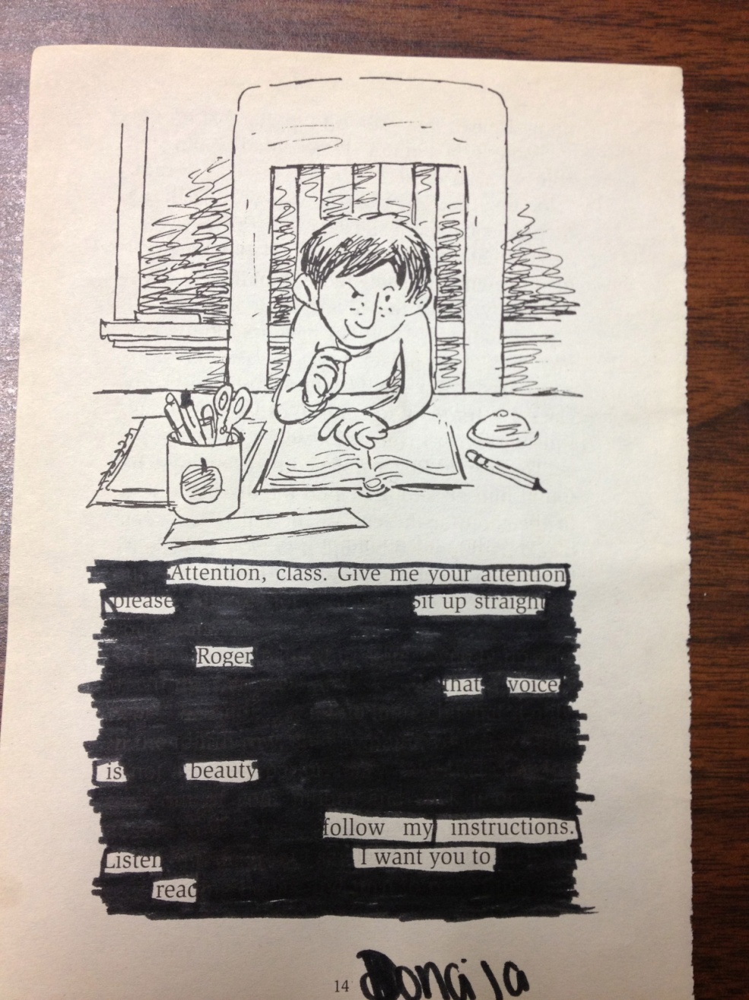 Attention, class. Give me your attention
please Sit up straight
Roger
that voice
is beauty
follow my instructions.
Listen I want you to
read
14